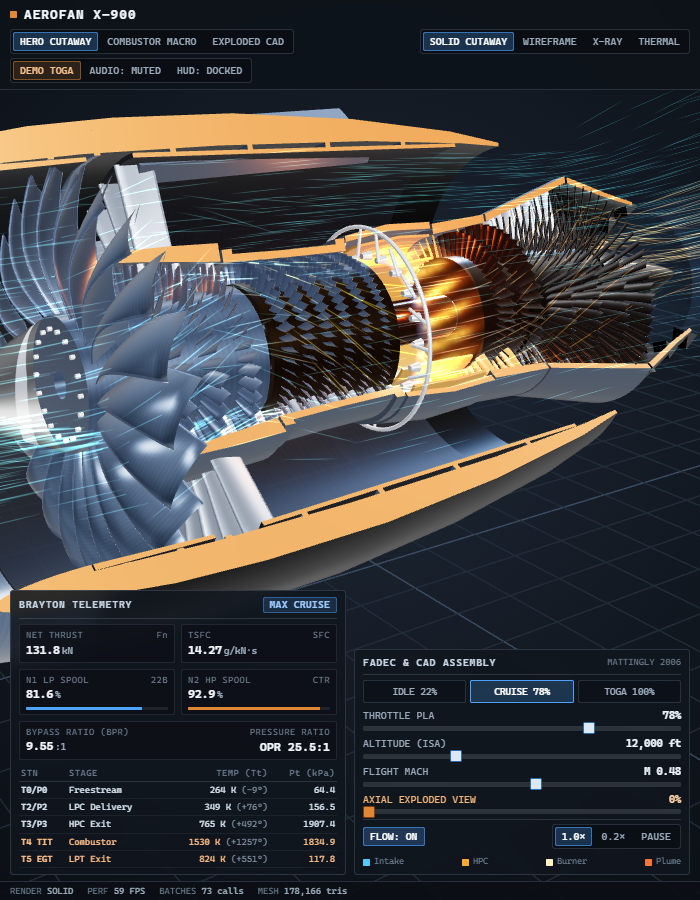 AEROFAN X-900
HERO CUTAWAY COMBUSTOR MACRO EXPLODED CAD
SOLID CUTAWAY WIREFRAME X-RAY THERMAL
DEMO TOGA AUDIO: MUTED HUD: DOCKED
BRAYTON TELEMETRY MAX CRUISE
NET THRUST Fn
131.8 kN
TSFC SFC
14.27 g/kN·s
N1 LP SPOOL 22B
81.6 %
N2 HP SPOOL CTR
92.9 %
BYPASS RATIO (BPR) PRESSURE RATIO
9.55 :1 OPR 25.5:1
STN STAGE TEMP (Tt) Pt (kPa)
T0/P0 Freestream 264 K (-9°) 64.4
T2/P2 LPC Delivery 349 K (+76°) 156.5
T3/P3 HPC Exit 765 K (+492°) 1907.4
T4 TIT Combustor 1530 K (+1257°) 1834.9
T5 EGT LPT Exit 824 K (+551°) 117.8
FADEC & CAD ASSEMBLY MATTINGLY 2006
IDLE 22% CRUISE 78% TOGA 100%
THROTTLE PLA 78%
ALTITUDE (ISA) 12,000 ft
FLIGHT MACH M 0.48
AXIAL EXPLODED VIEW 0%
FLOW: ON 1.0× 0.2× PAUSE
Intake HPC Burner Plume
RENDER SOLID PERF 59 FPS BATCHES 73 calls MESH 178,166 tris